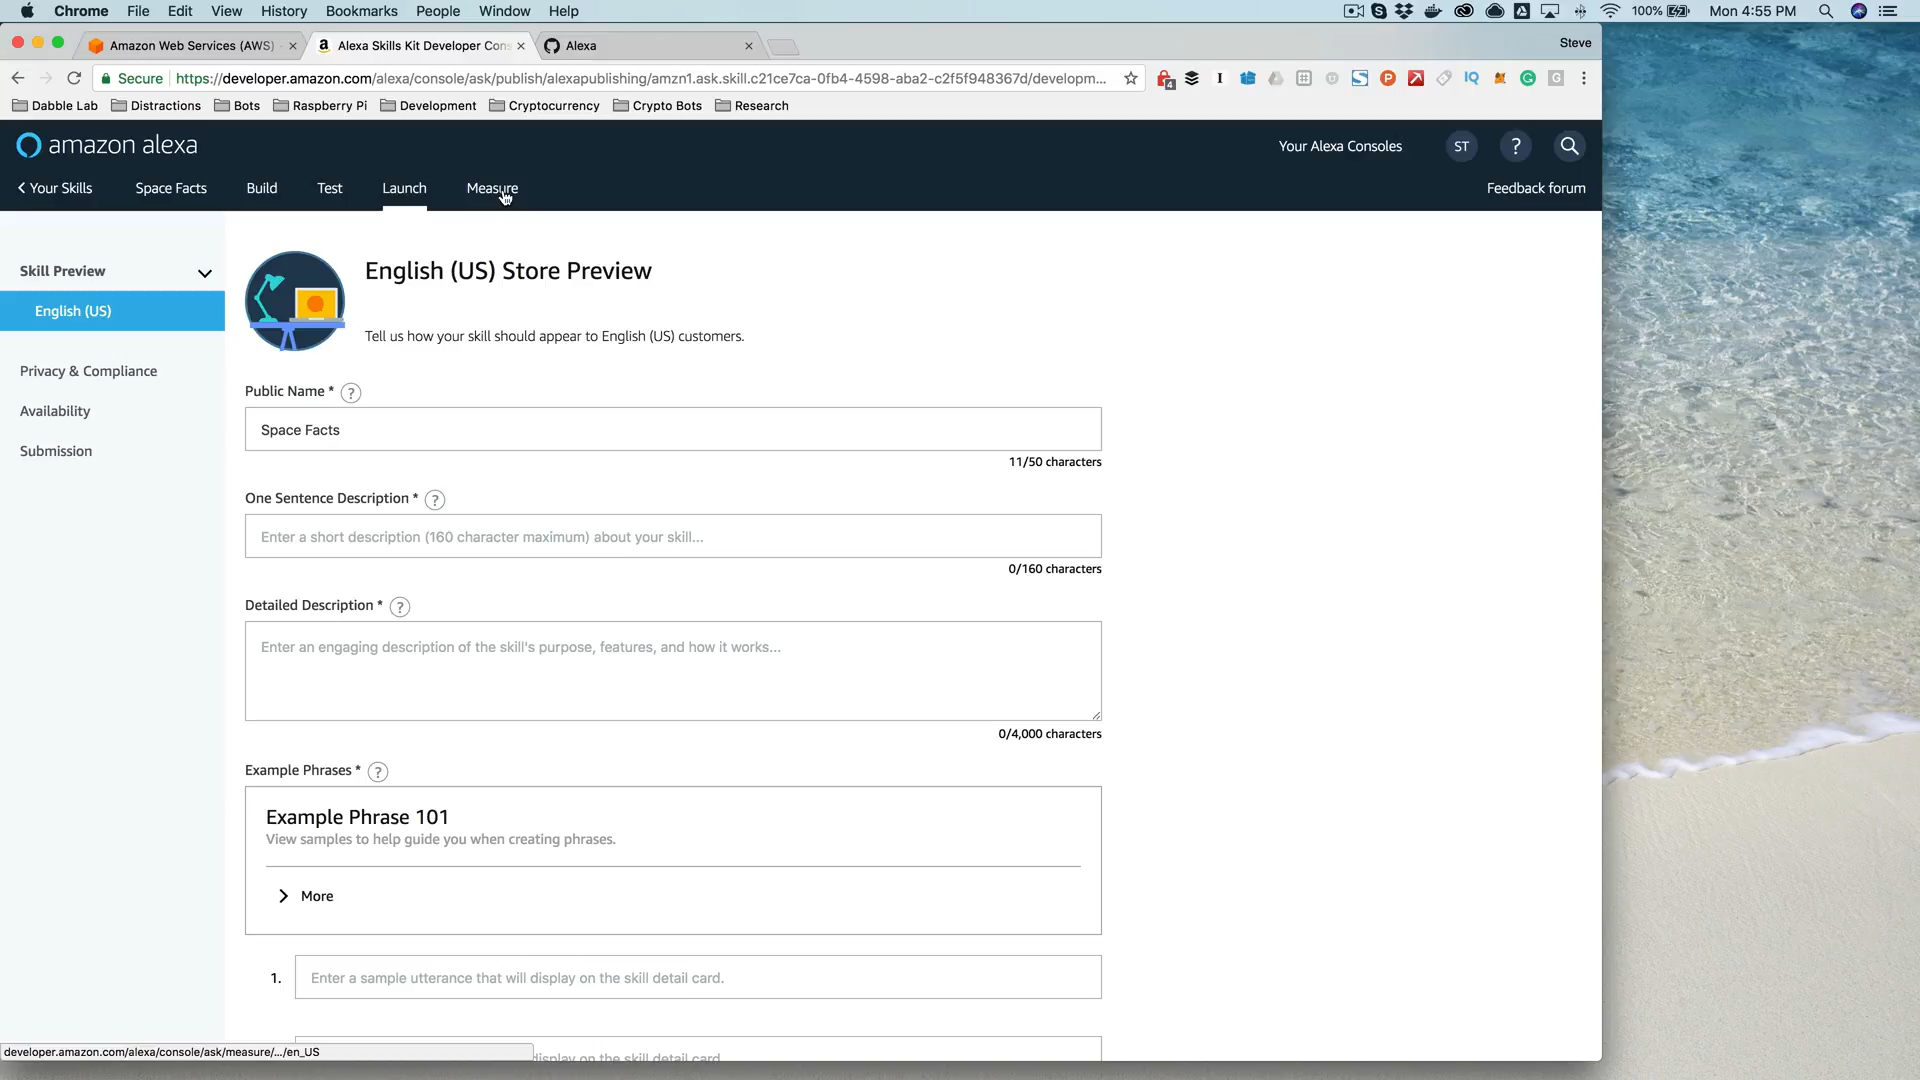 Chrome File Edit View History Bookmarks People Window Help 100% Mon 4:55 PM
Amazon Web Services (AWS) Alexa Skills Kit Developer Con Alexa Steve
Secure https://developer.amazon.com/alexa/console/ask/publish/alexapublishing/amzn1.ask.skill.c21ce7ca-0fb4-4598-aba2-c2f5f948367d/developm...
Dabble Lab Distractions Bots Raspberry Pi Development Cryptocurrency Crypto Bots Research
amazon alexa Your Alexa Consoles ST ?
Your Skills Space Facts Build Test Launch Measure Feedback forum
Skill Preview
English (US)
Privacy & Compliance
Availability
Submission
English (US) Store Preview
Tell us how your skill should appear to English (US) customers.
Public Name * ?
Space Facts
11/50 characters
One Sentence Description * ?
Enter a short description (160 character maximum) about your skill...
0/160 characters
Detailed Description * ?
Enter an engaging description of the skill's purpose, features, and how it works...
0/4,000 characters
Example Phrases * ?
Example Phrase 101
View samples to help guide you when creating phrases.
More
1. Enter a sample utterance that will display on the skill detail card.
display on the skill detail card.
developer.amazon.com/alexa/console/ask/measure/.../en_US